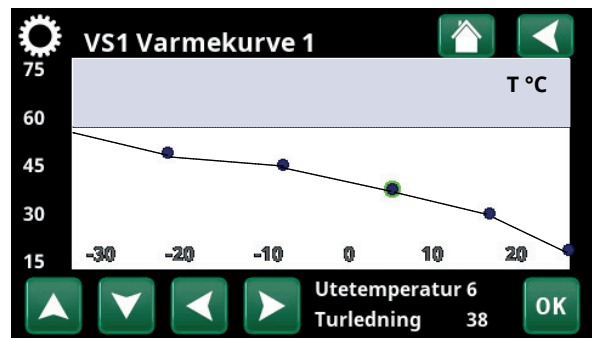 VS1 Varmekurve 1
75
T °C
60
45
30
15
-30 -20 -10 0 10 20
Utetemperatur 6
Turledning 38
OK